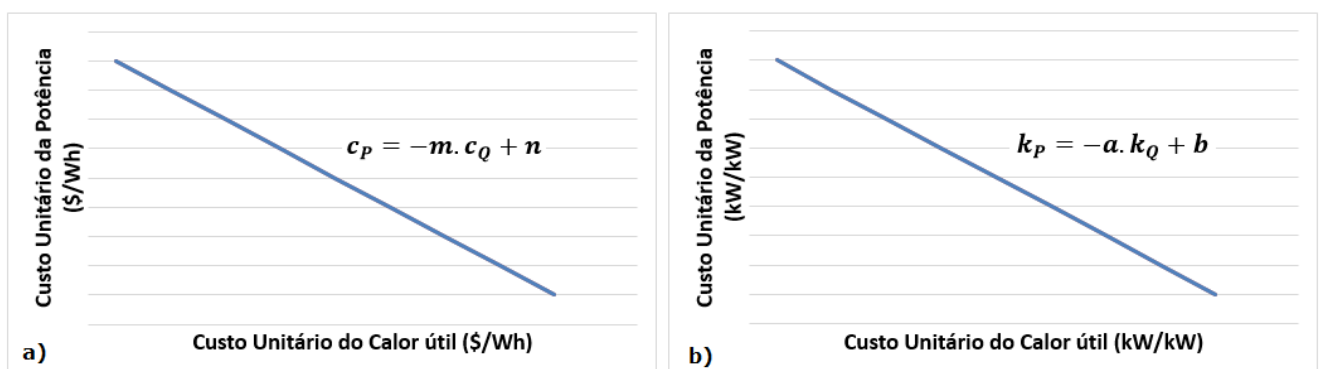 Custo Unitário da Potência
($/Wh)
c_P = −m. c_Q + n
Custo Unitário do Calor útil ($/Wh)
a)
Custo Unitário da Potência
(kW/kW)
k_P = −a. k_Q + b
Custo Unitário do Calor útil (kW/kW)
b)